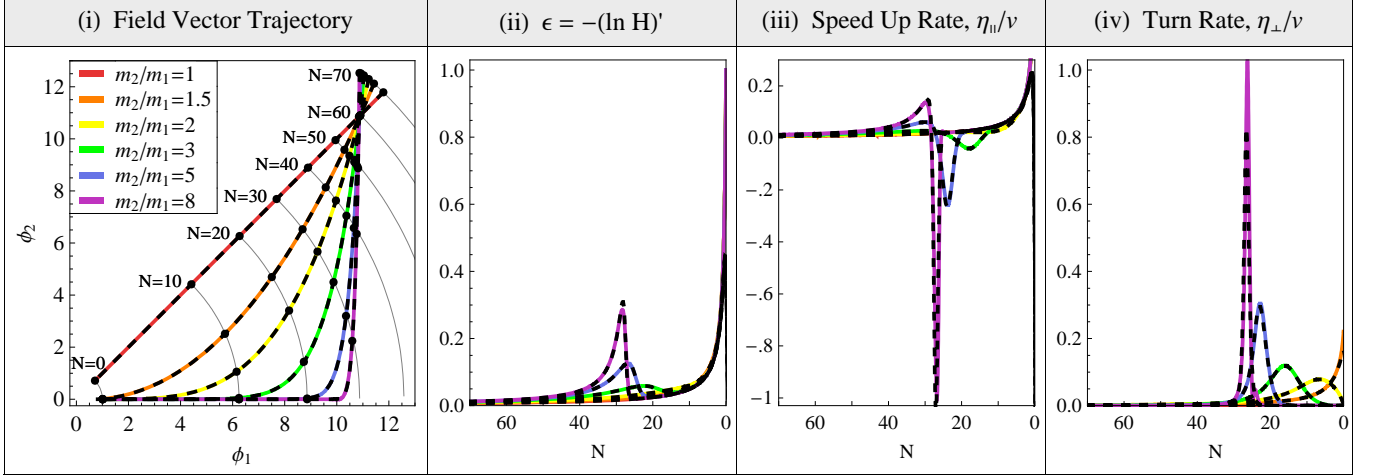 (i) Field Vector Trajectory
(ii) ϵ = −(ln H)'
(iii) Speed Up Rate, η∥/v
(iv) Turn Rate, η⊥/v
m₂/m₁=1
m₂/m₁=1.5
m₂/m₁=2
m₂/m₁=3
m₂/m₁=5
m₂/m₁=8
N=70
N=60
N=50
N=40
N=30
N=20
N=10
N=0
12
10
8
6
4
2
0
ϕ₂
0 2 4 6 8 10 12
ϕ₁
1.0
0.8
0.6
0.4
0.2
0.0
60 40 20 0
N
0.2
0.0
−.2
−.4
−.6
−.8
−1
60 40 20 0
N
1.0
0.8
0.6
0.4
0.2
0.0
60 40 20 0
N